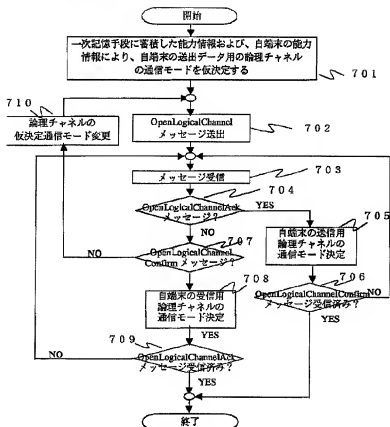 開始
一次記憶手段に蓄積した能力情報および、自端末の能力
情報により、自端末の送出データ用の論理チャンネル
の通信モードを仮決定する
701
710
論理チャンネルの
仮決定通信モード変更
OpenLogicalChannel
メッセージ送出
702
メッセージ受信
703
704
OpenLogicalChannelAck
メッセージ?
YES
NO
705
自端末の送信用
論理チャンネルの
通信モード決定
707
OpenLogicalChannel
Confirm メッセージ?
NO
708
自端末の受信用
論理チャンネルの
通信モード決定
706
OpenLogicalChannelConfirm
メッセージ受信済み?
NO
YES
YES
709
OpenLogicalChannelAck
メッセージ受信済み?
NO
YES
終了